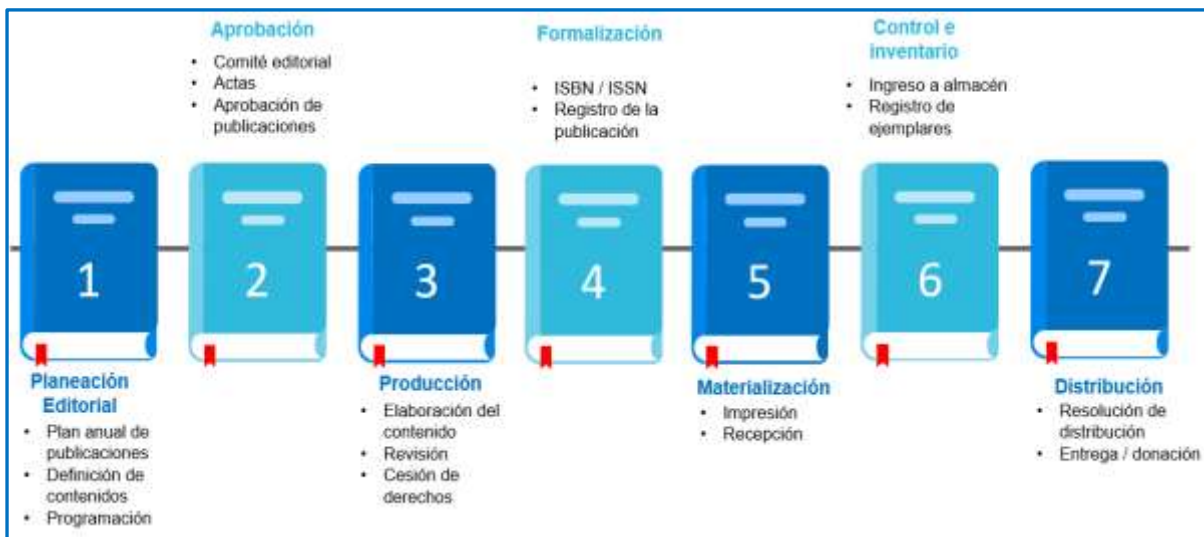 Aprobación
• Comité editorial
• Actas
• Aprobación de
publicaciones
Formalización
• ISBN / ISSN
• Registro de la
publicación
Control e
inventario
• Ingreso a almacén
• Registro de
ejemplares
1
2
3
4
5
6
7
Planeación
Editorial
• Plan anual de
publicaciones
• Definición de
contenidos
• Programación
Producción
• Elaboración del
contenido
• Revisión
• Cesión de
derechos
Materialización
• Impresión
• Recepción
Distribución
• Resolución de
distribución
• Entrega / donación